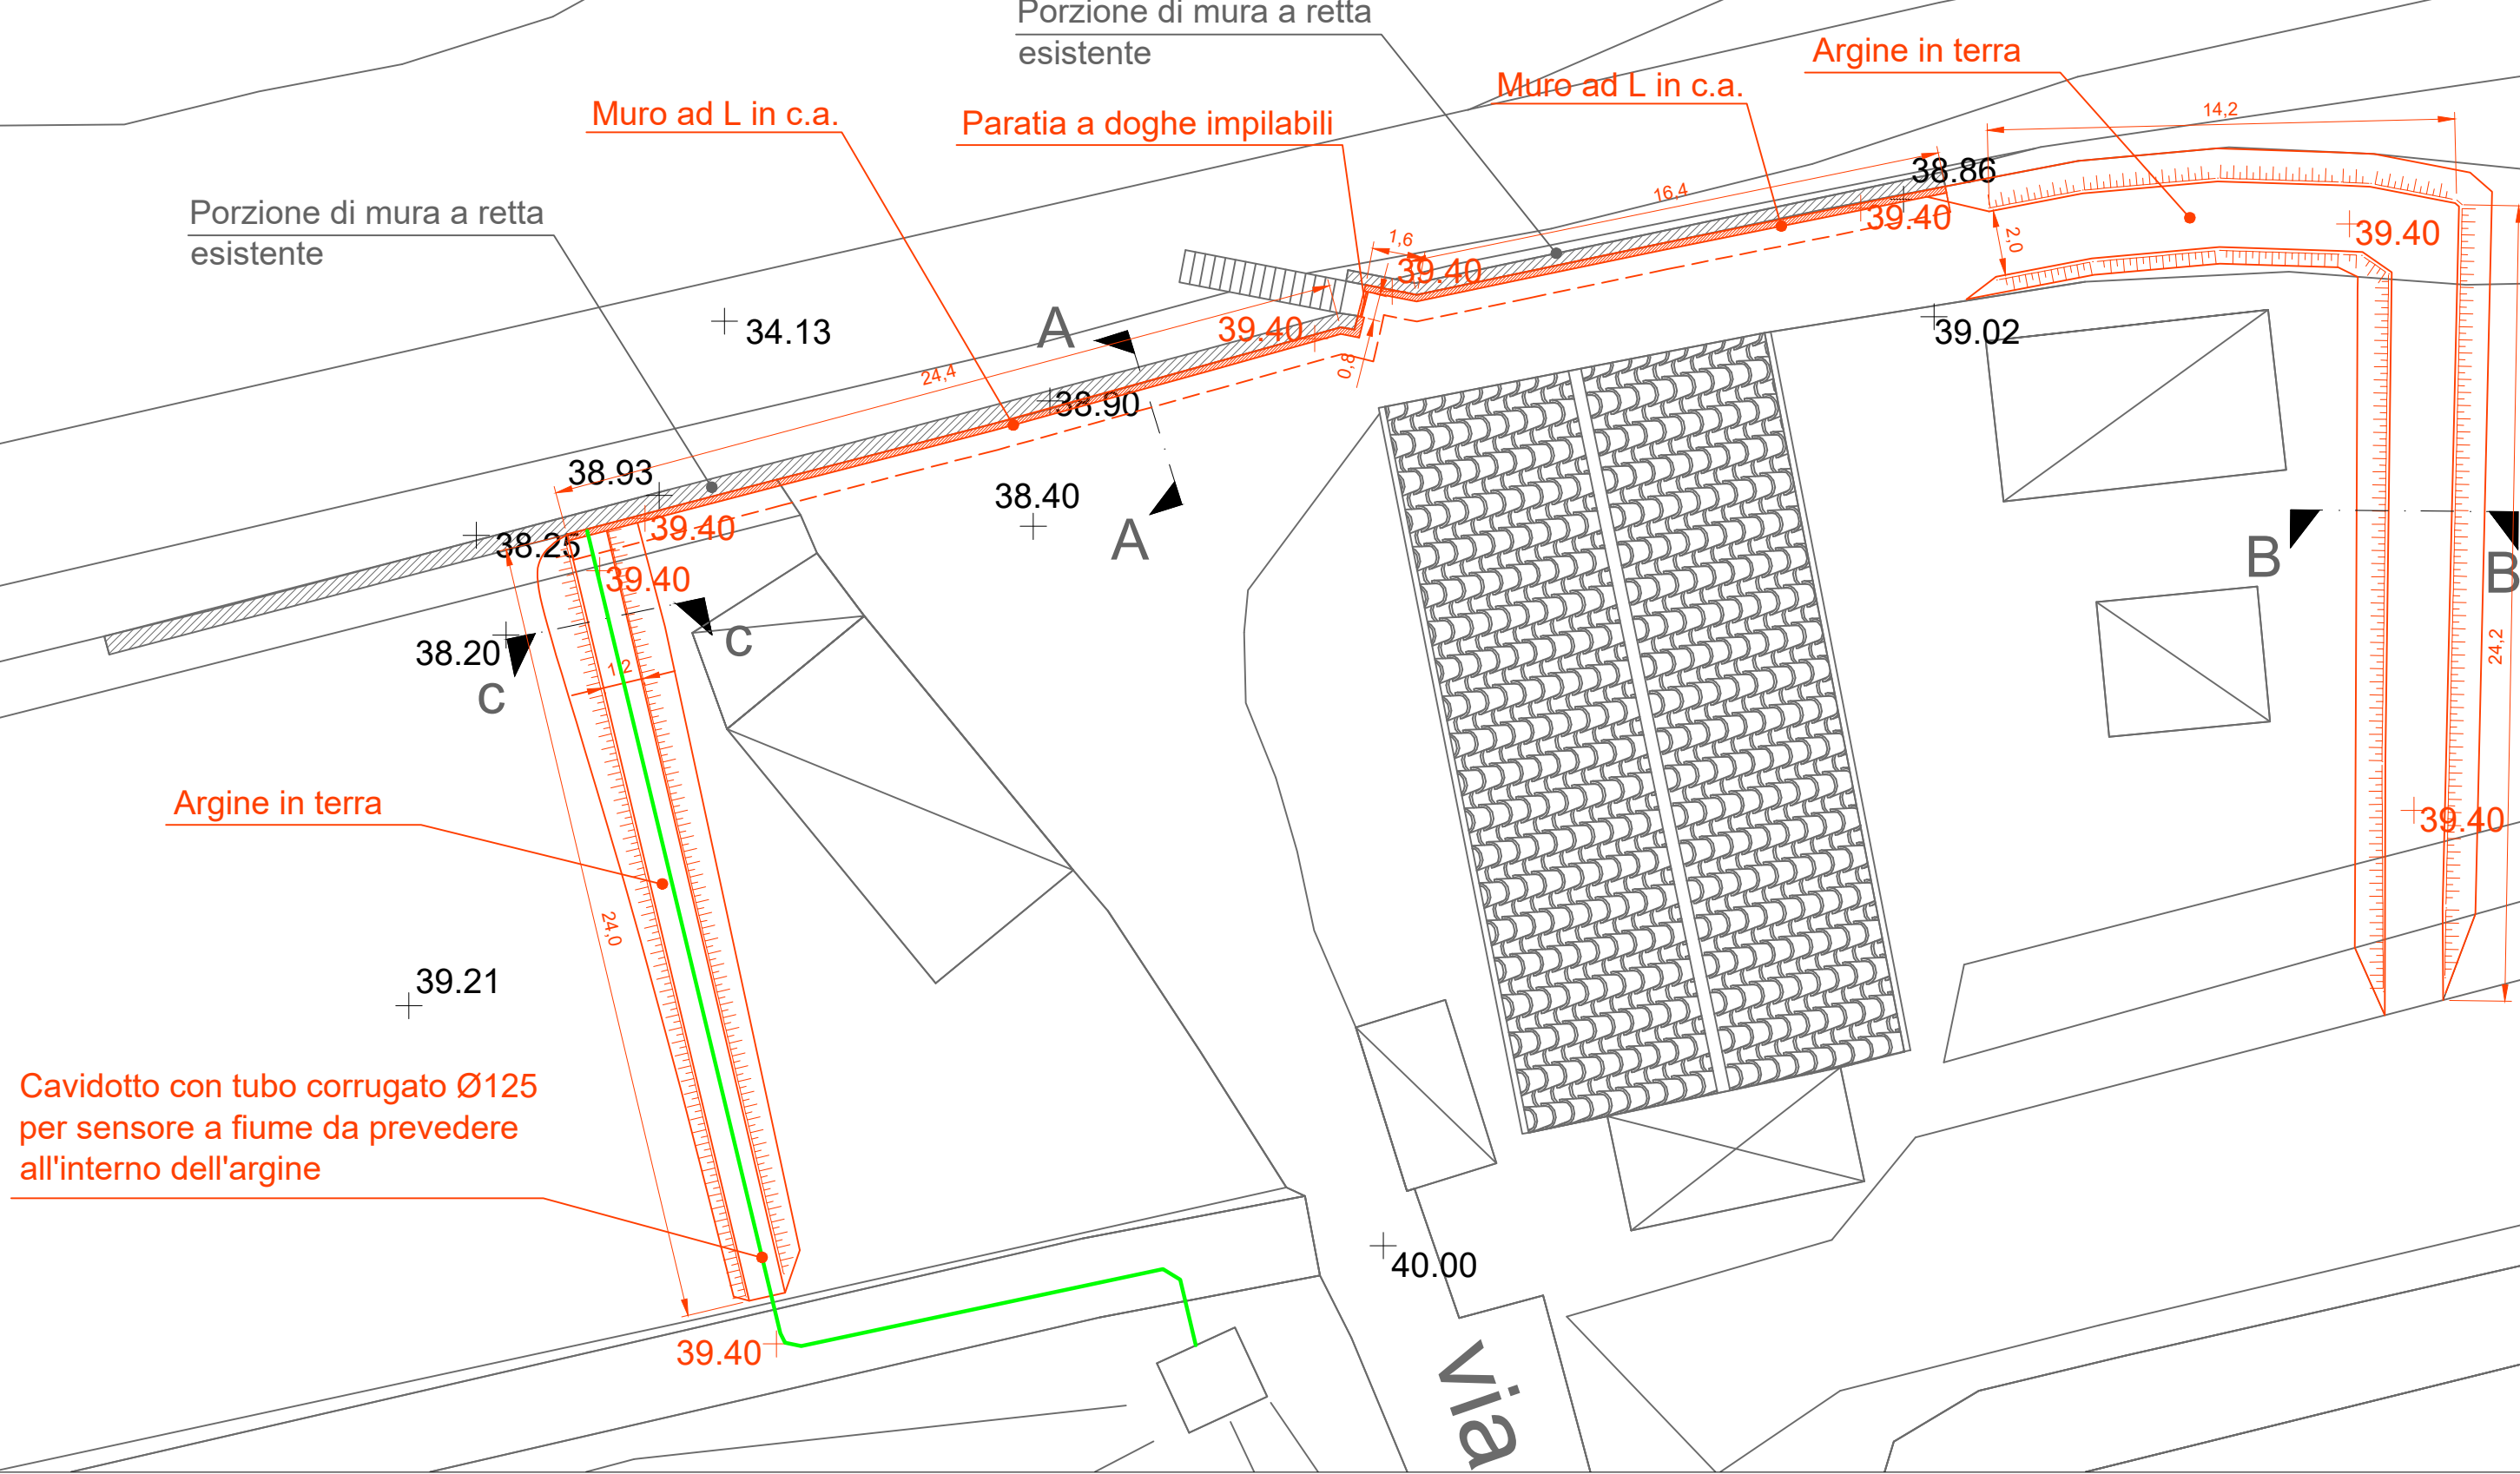 Porzione di mura a retta
esistente
Argine in terra
Muro ad L in c.a.
Muro ad L in c.a.
Paratia a doghe impilabili
14,2
38.86
16,4
39.40
2,0
39.40
Porzione di mura a retta
esistente
1,6
39.40
34.13
A
39.40
39.02
0,8
24,4
38.90
38.93
38.40
39.40
38.25
A
B
B
39.40
c
38.20
c
1,2
24,2
Argine in terra
39.40
24,0
39.21
Cavidotto con tubo corrugato Ø125
per sensore a fiume da prevedere
all'interno dell'argine
40.00
39.40
via